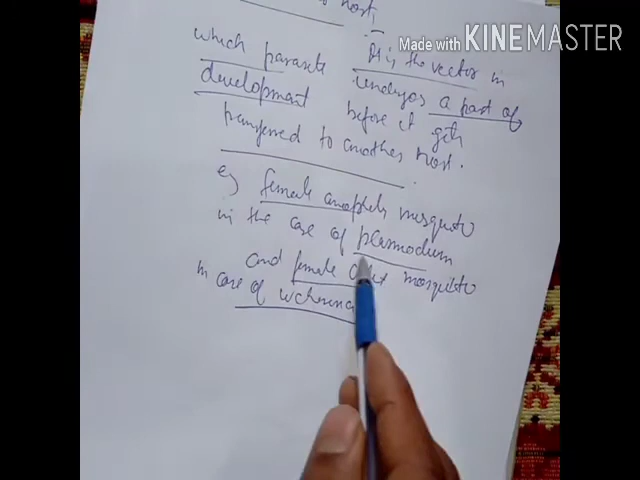 host,
It is the vector in
which parasite undergoes a part of
development before it gets
transferred to another host.
eg female anopheles mosquito
in the case of plasmodium
and female mosquito
in case of
Made with KINEMASTER